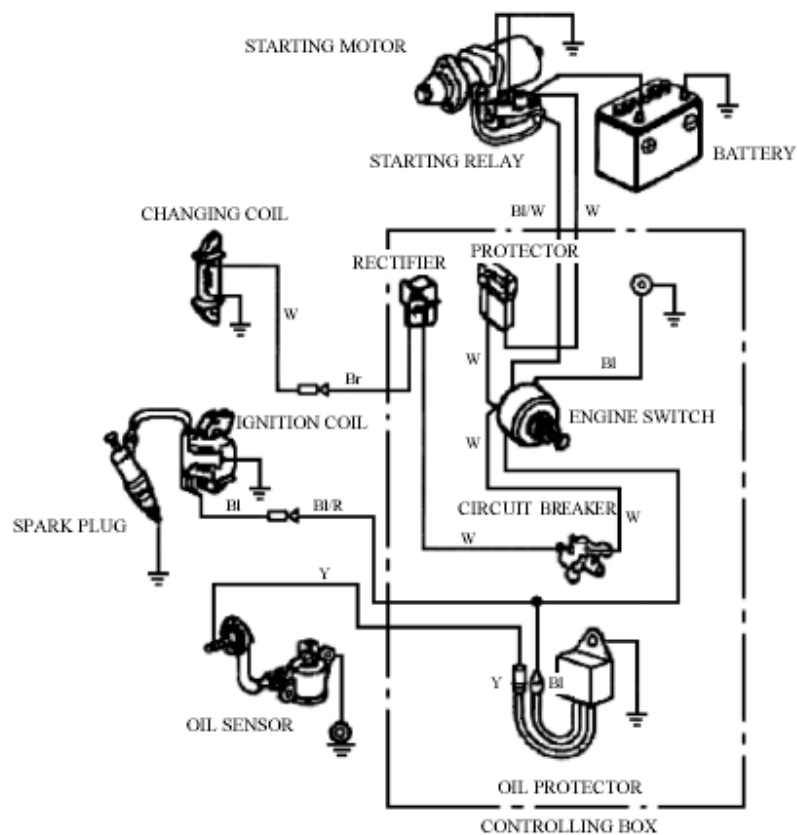 STARTING MOTOR
STARTING RELAY
BATTERY
Bl/W
W
CHANGING COIL
RECTIFIER
PROTECTOR
W
Br
W
Bl
IGNITION COIL
ENGINE SWITCH
W
SPARK PLUG
Bl
Bl/R
CIRCUIT BREAKER
W
W
Y
Y
Bl
OIL SENSOR
OIL PROTECTOR
CONTROLLING BOX